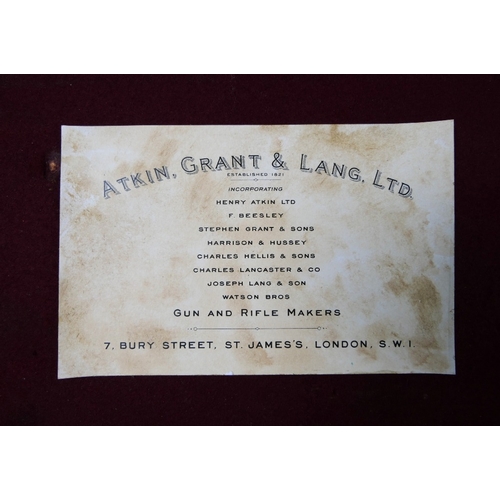 ATKIN, GRANT & LANG, LTD.
ESTABLISHED 1821
INCORPORATING
HENRY ATKIN LTD
F BEESLEY
STEPHEN GRANT & SONS
HARRISON & HUSSEY
CHARLES HELLIS & SONS
CHARLES LANCASTER & CO
JOSEPH LANG & SON
WATSON BROS
GUN AND RIFLE MAKERS
7, BURY STREET, ST. JAMES'S, LONDON, S.W.1.